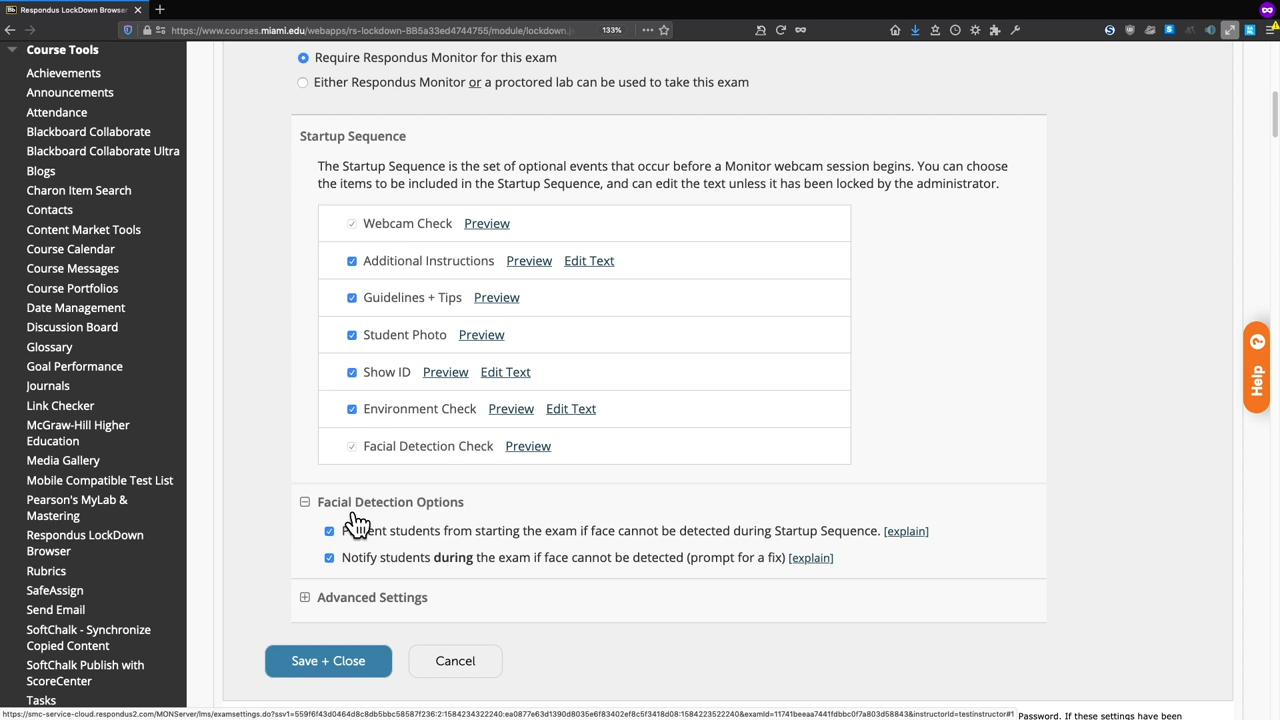 Respondus LockDown Browser
https://www.courses.miami.edu/webapps/rs-lockdown-BB5a33ed4744755/module/lockdown.
133%
Course Tools
Achievements
Announcements
Attendance
Blackboard Collaborate
Blackboard Collaborate Ultra
Blogs
Charon Item Search
Contacts
Content Market Tools
Course Calendar
Course Messages
Course Portfolios
Date Management
Discussion Board
Glossary
Goal Performance
Journals
Link Checker
McGraw-Hill Higher
Education
Media Gallery
Mobile Compatible Test List
Pearson's MyLab &
Mastering
Respondus LockDown
Browser
Rubrics
SafeAssign
Send Email
SoftChalk - Synchronize
Copied Content
SoftChalk Publish with
ScoreCenter
Tasks
Require Respondus Monitor for this exam
Either Respondus Monitor or a proctored lab can be used to take this exam
Startup Sequence
The Startup Sequence is the set of optional events that occur before a Monitor webcam session begins. You can choose
the items to be included in the Startup Sequence, and can edit the text unless it has been locked by the administrator.
Webcam Check Preview
Additional Instructions Preview Edit Text
Guidelines + Tips Preview
Student Photo Preview
Show ID Preview Edit Text
Environment Check Preview Edit Text
Facial Detection Check Preview
Facial Detection Options
students from starting the exam if face cannot be detected during Startup Sequence. [explain]
Notify students during the exam if face cannot be detected (prompt for a fix) [explain]
Advanced Settings
Save + Close
Cancel
Help
Password. If these settings have been